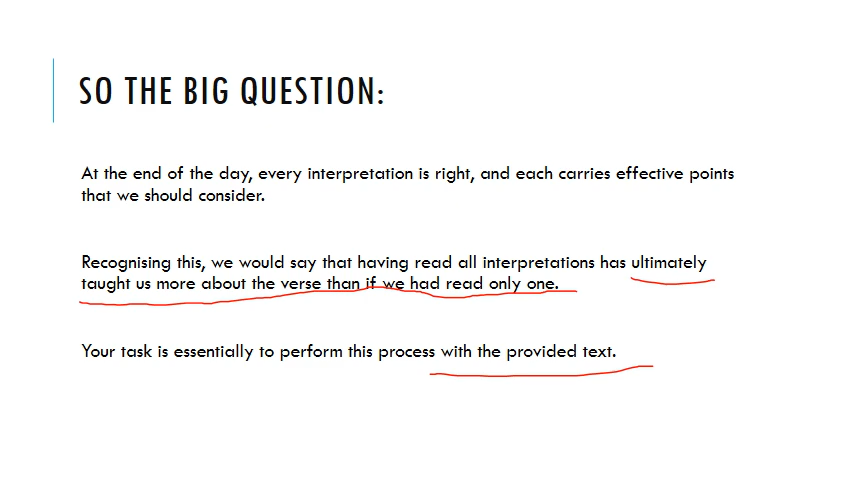 SO THE BIG QUESTION:
At the end of the day, every interpretation is right, and each carries effective points
that we should consider.
Recognising this, we would say that having read all interpretations has ultimately
taught us more about the verse than if we had read only one.
Your task is essentially to perform this process with the provided text.